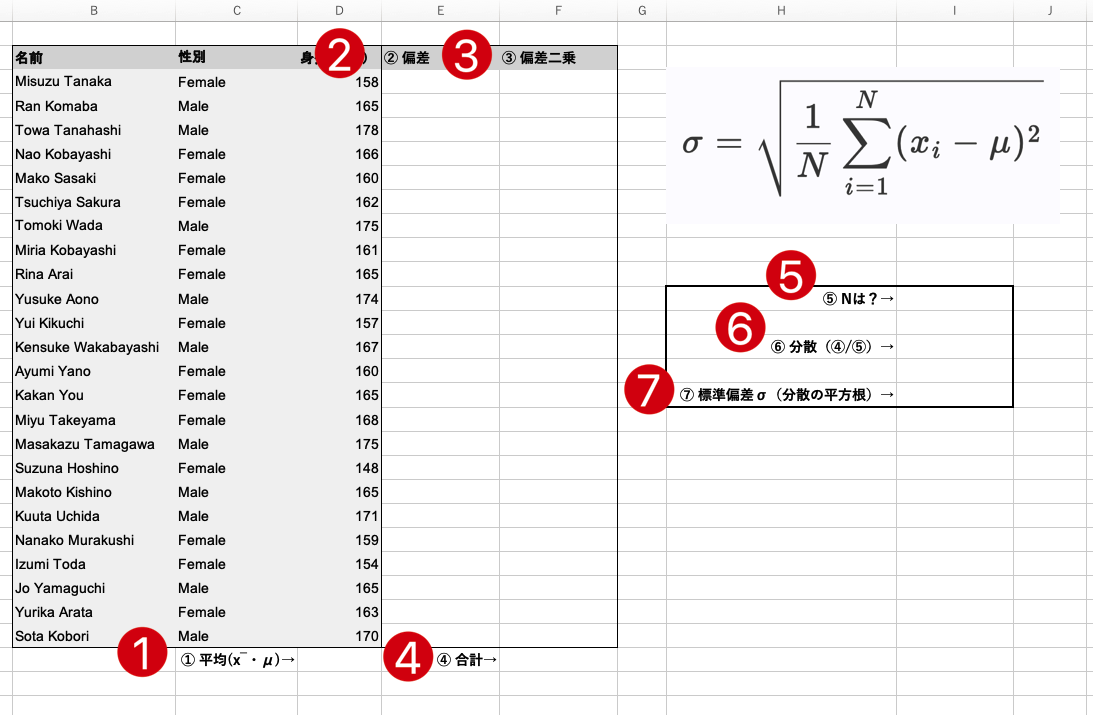 B C D E F G H I J
名前 性別 身 ② 偏差 ③ 偏差二乗
2 3
Misuzu Tanaka Female 158
Ran Komaba Male 165
Towa Tanahashi Male 178
Nao Kobayashi Female 166
Mako Sasaki Female 160
Tsuchiya Sakura Female 162
Tomoki Wada Male 175
Miria Kobayashi Female 161
Rina Arai Female 165
Yusuke Aono Male 174
Yui Kikuchi Female 157
Kensuke Wakabayashi Male 167
Ayumi Yano Female 160
Kakan You Female 165
Miyu Takeyama Female 168
Masakazu Tamagawa Male 175
Suzuna Hoshino Female 148
Makoto Kishino Male 165
Kuuta Uchida Male 171
Nanako Murakushi Female 159
Izumi Toda Female 154
Jo Yamaguchi Male 165
Yurika Arata Female 163
Sota Kobori Male 170
1 ① 平均(x¯・μ)→ 4 ④ 合計→
σ = √(1/N ∑_{i=1}^{N} (x_i − μ)²)
5
⑤ Nは？→
6
⑥ 分散（④/⑤）→
7 ⑦ 標準偏差σ（分散の平方根）→